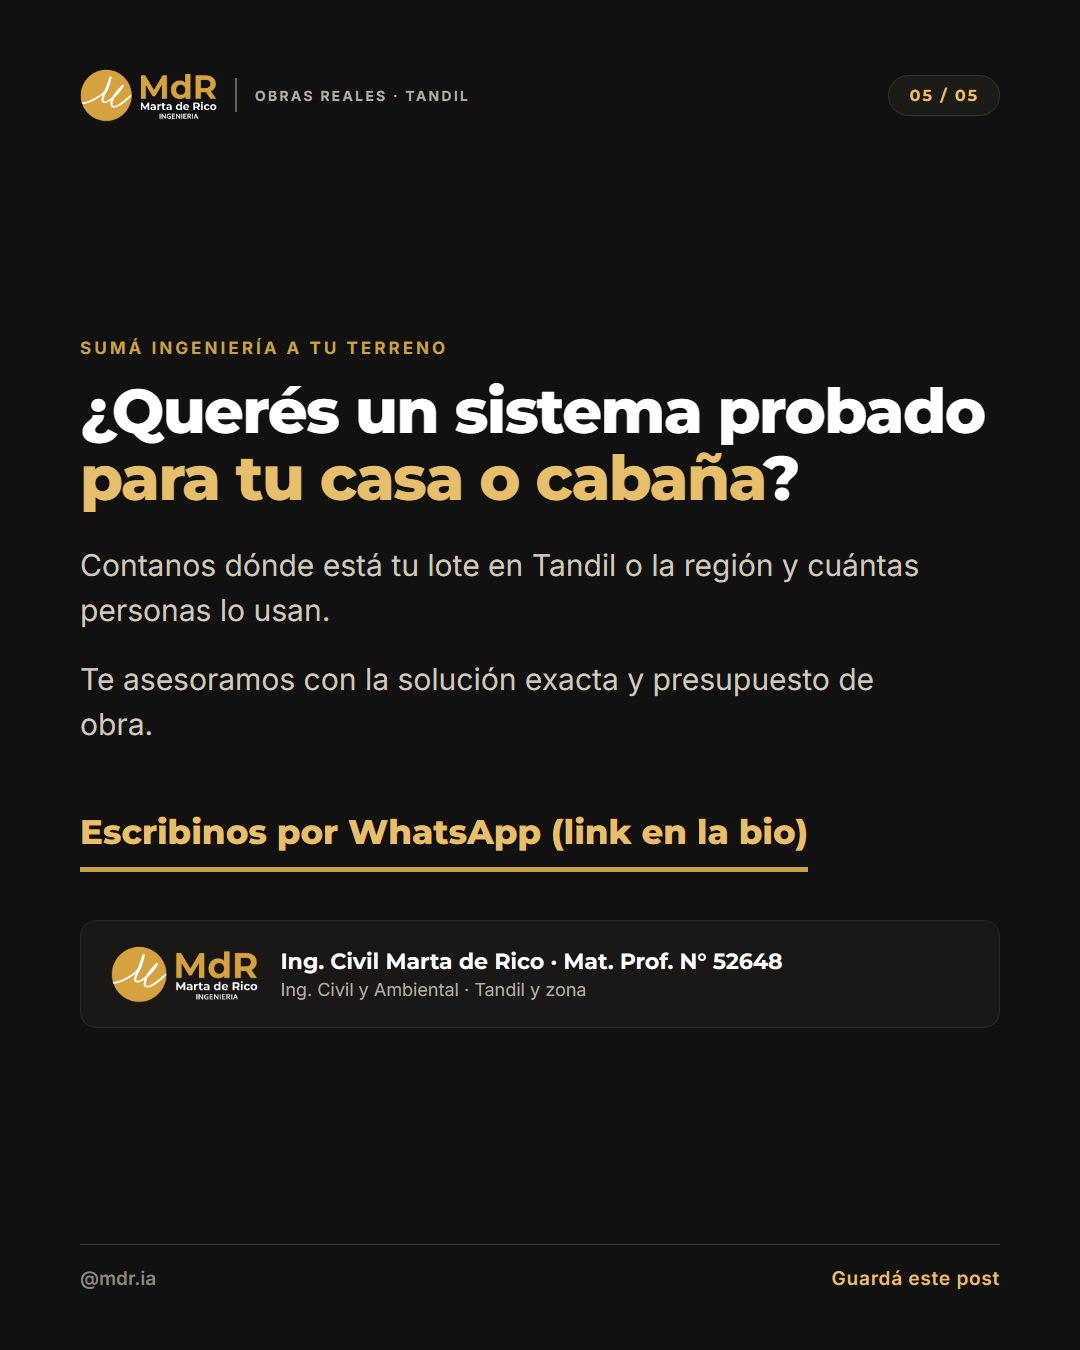 MdR
Marta de Rico
INGENIERIA
OBRAS REALES · TANDIL
05 / 05
SUMÁ INGENIERÍA A TU TERRENO
¿Querés un sistema probado
para tu casa o cabaña?
Contanos dónde está tu lote en Tandil o la región y cuántas
personas lo usan.
Te asesoramos con la solución exacta y presupuesto de
obra.
Escribinos por WhatsApp (link en la bio)
MdR
Marta de Rico
INGENIERIA
Ing. Civil Marta de Rico · Mat. Prof. N° 52648
Ing. Civil y Ambiental · Tandil y zona
@mdr.ia
Guardá este post